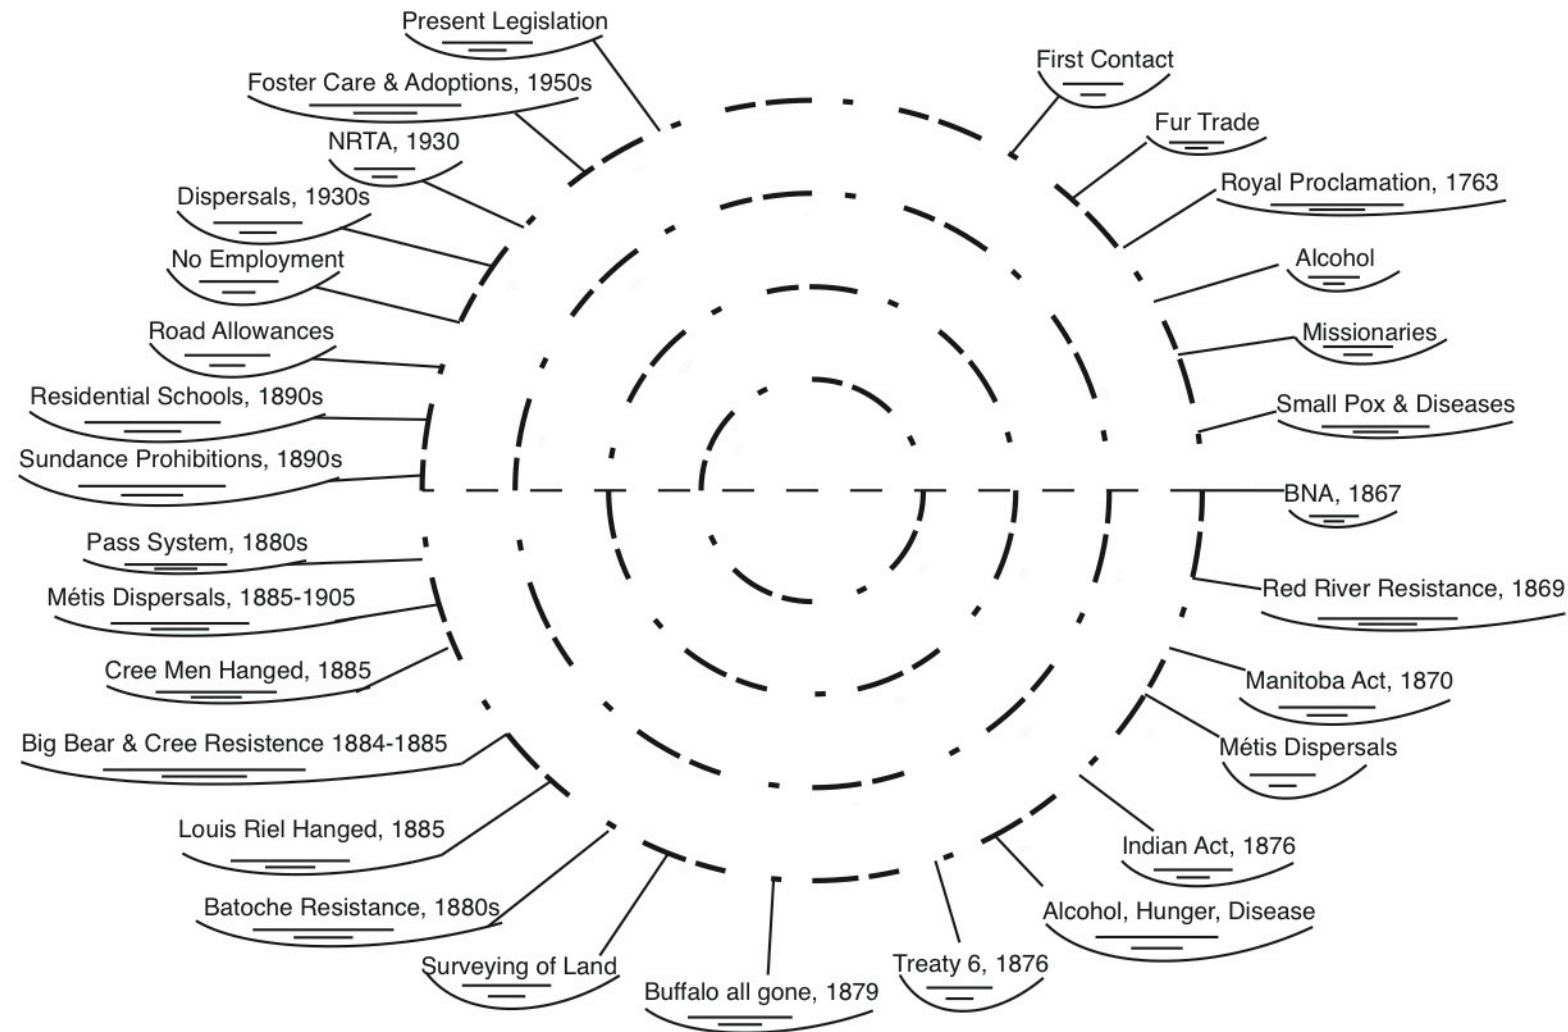 First Contact
Fur Trade
Royal Proclamation, 1763
Alcohol
Missionaries
Small Pox & Diseases
BNA, 1867
Red River Resistance, 1869
Manitoba Act, 1870
Métis Dispersals
Indian Act, 1876
Alcohol, Hunger, Disease
Treaty 6, 1876
Buffalo all gone, 1879
Surveying of Land
Batoche Resistance, 1880s
Louis Riel Hanged, 1885
Big Bear & Cree Resistence 1884-1885
Cree Men Hanged, 1885
Métis Dispersals, 1885-1905
Pass System, 1880s
Sundance Prohibitions, 1890s
Residential Schools, 1890s
Road Allowances
No Employment
Dispersals, 1930s
NRTA, 1930
Foster Care & Adoptions, 1950s
Present Legislation